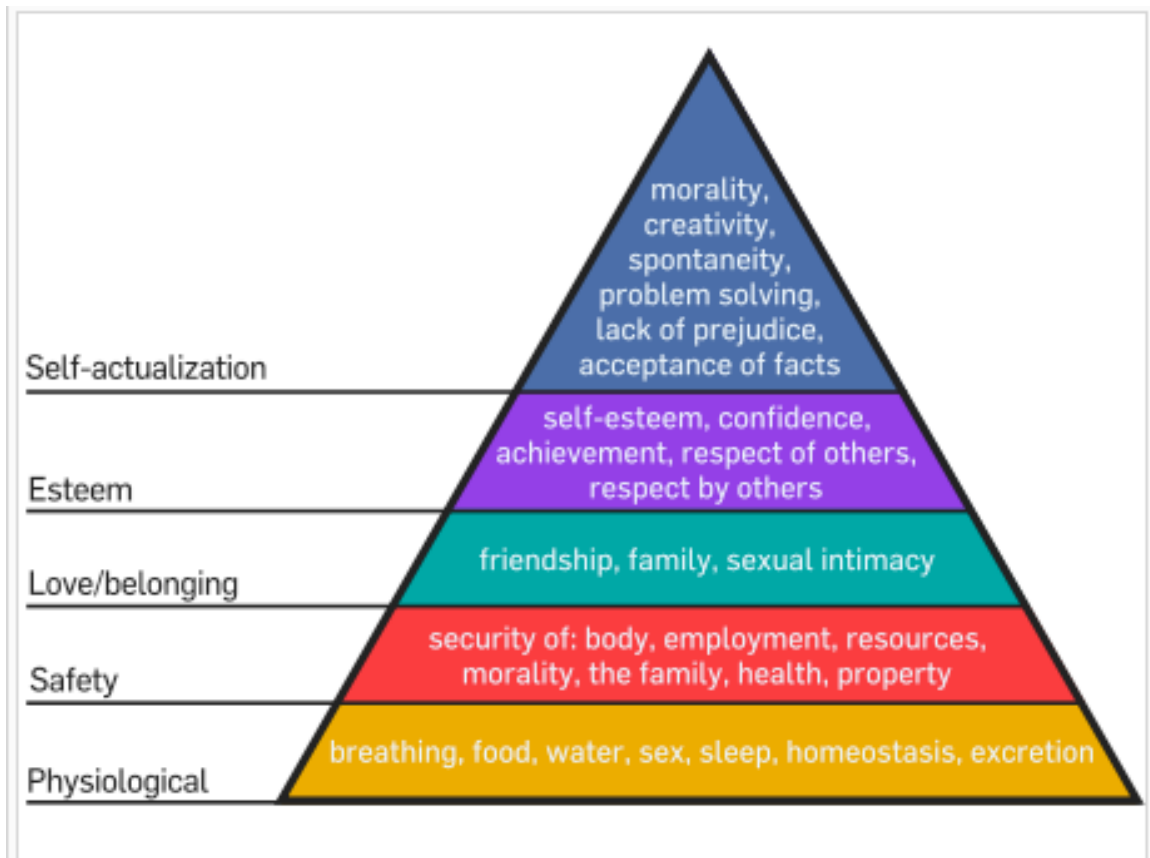 morality,
creativity,
spontaneity,
problem solving,
lack of prejudice,
acceptance of facts
Self-actualization
self-esteem, confidence,
achievement, respect of others,
respect by others
Esteem
friendship, family, sexual intimacy
Love/belonging
security of: body, employment, resources,
morality, the family, health, property
Safety
breathing, food, water, sex, sleep, homeostasis, excretion
Physiological